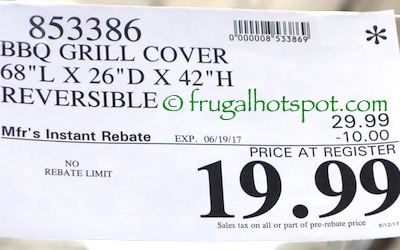 853386
0000008533869
*
BBQ GRILL COVER
68"L X 26"D X 42"H
REVERSIBLE
© frugalhotspot.com
29.99
Mfr's Instant Rebate EXP. 06/19/17 -10.00
PRICE AT REGISTER
NO
REBATE LIMIT
19.99
Sales tax on all or part of pre-rebate price